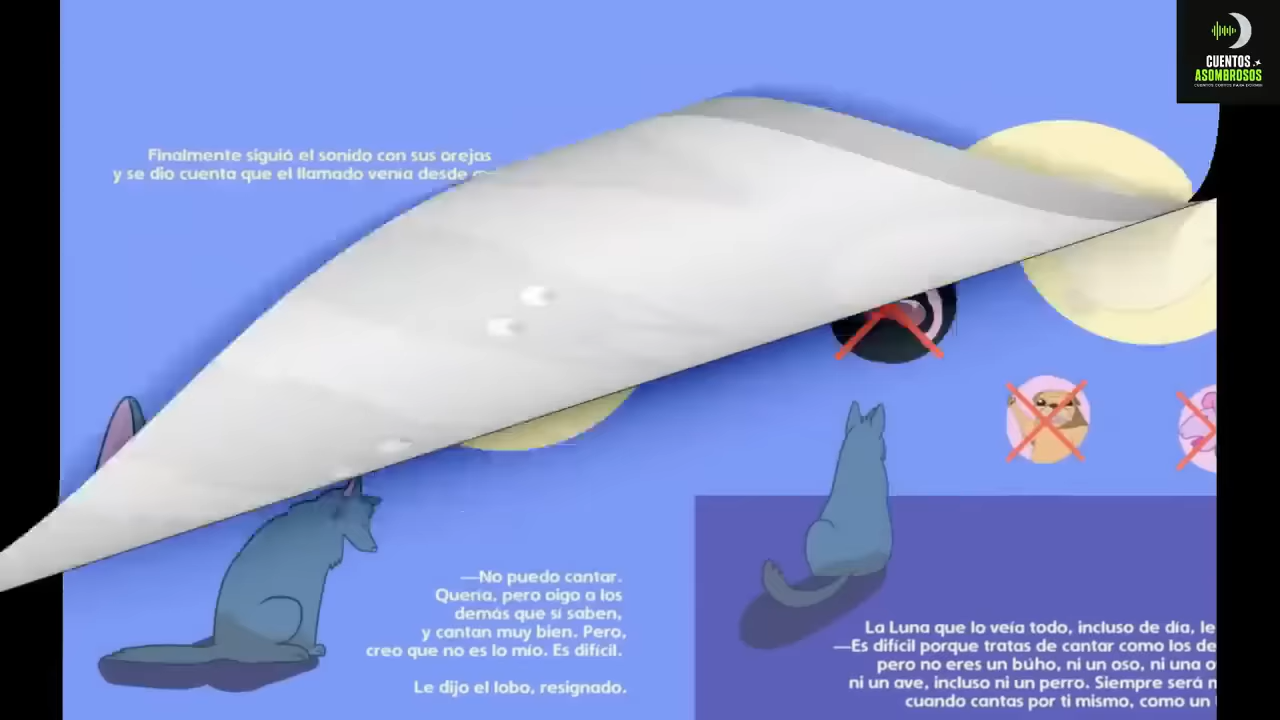 CUENTOS
ASOMBROSOS
CUENTOS CORTOS PARA DORMIR
Finalmente siguió el sonido con sus orejas
y se dio cuenta que el llamado venía desde
—No puedo cantar.
Quería, pero oigo a los
demás que sí saben,
y cantan muy bien. Pero,
creo que no es lo mío. Es difícil.
Le dijo el lobo, resignado.
La Luna que lo veía todo, incluso de día, le
—Es difícil porque tratas de cantar como los de
pero no eres un búho, ni un oso, ni una o
ni un ave, incluso ni un perro. Siempre será
cuando cantas por ti mismo, como un